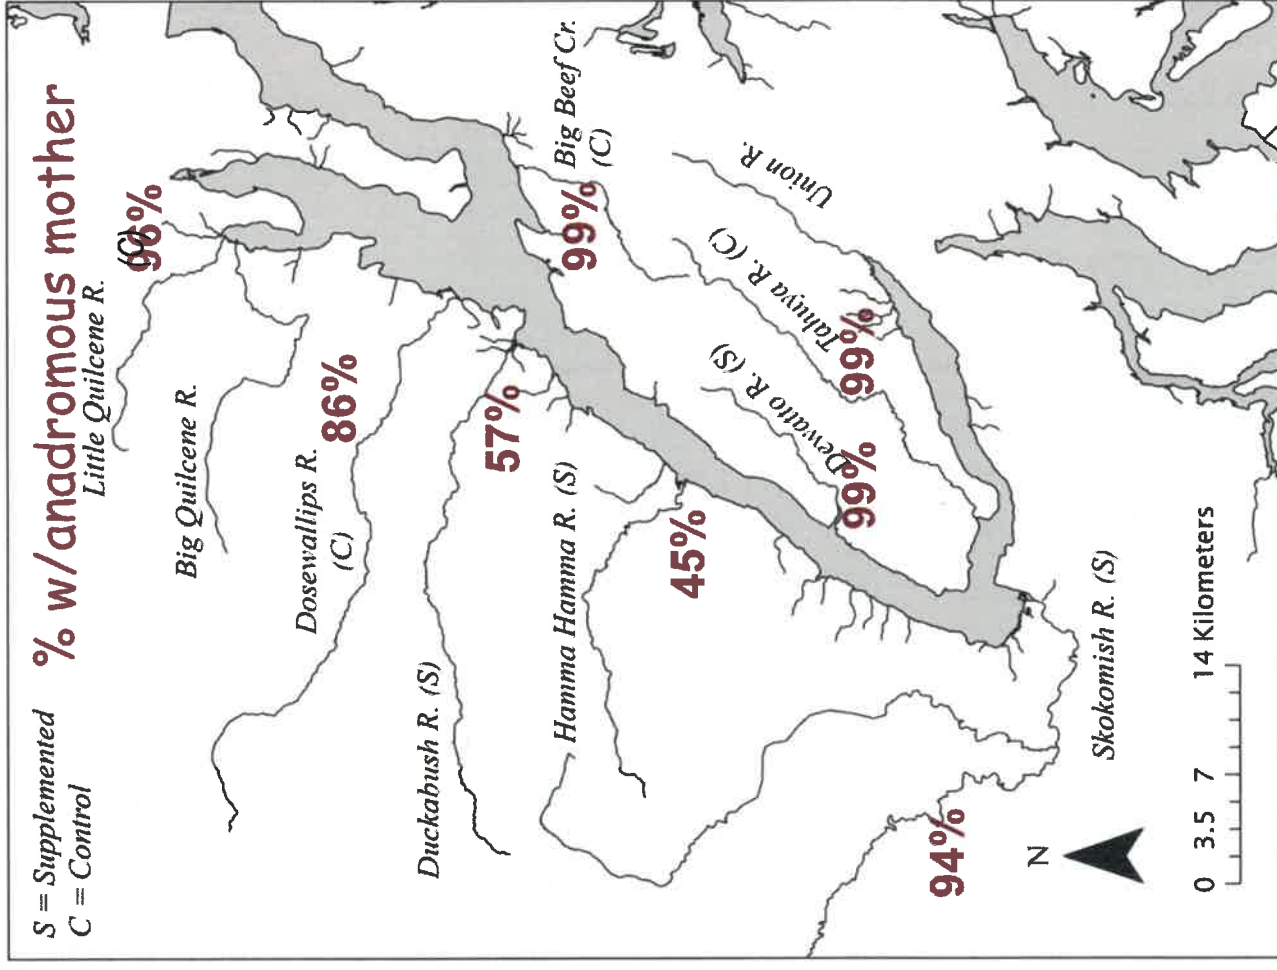 S = Supplemented
C = Control
% w/anadromous mother
Little Quilcene R.
(C)
96%
Big Quilcene R.
Dosewallips R.
(C)
86%
Duckabush R. (S)
57%
Hamma Hamma R. (S)
45%
Big Beef Cr.
(C)
99%
Union R.
Tahuya R. (C)
99%
Dewatto R. (S)
99%
Skokomish R. (S)
94%
N
0 3.5 7 14 Kilometers